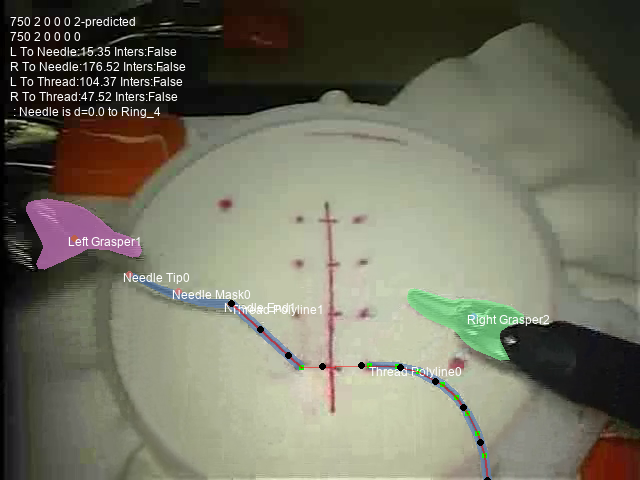 750 2 0 0 0 2-predicted
750 2 0 0 0 0
L To Needle:15.35 Inters:False
R To Needle:176.52 Inters:False
L To Thread:104.37 Inters:False
R To Thread:47.52 Inters:False
: Needle is d=0.0 to Ring_4
Left Grasper1
Needle Tip0
Needle Mask0
Thread Polyline1
Right Grasper2
Thread Polyline0